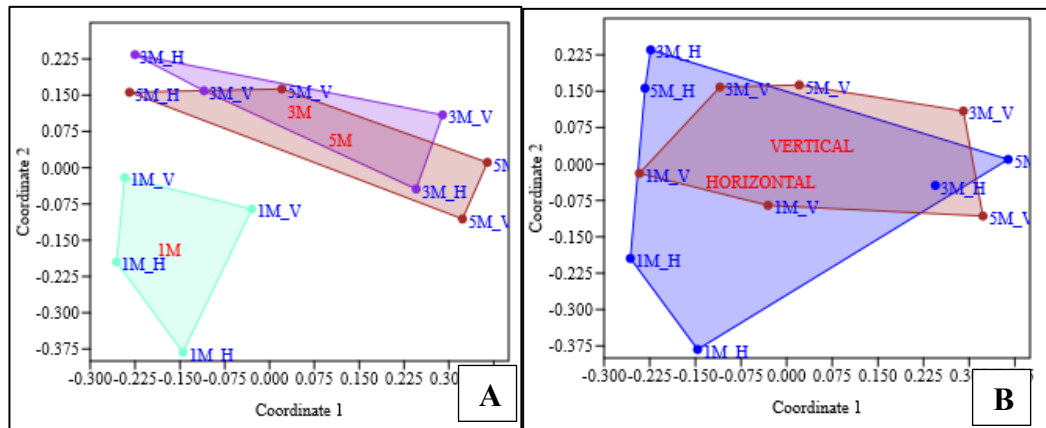 Coordinate 2
0.225
0.150
0.075
0.000
-0.075
-0.150
-0.225
-0.300
-0.375
3M_H
5M_H
3M_V
5M_V
3M
3M_V
5M
5M
3M_H
5M_V
1M_V
1M_V
1M
1M_H
1M_H
-0.300 -0.225 -0.150 -0.075 0.000 0.075 0.150 0.225 0.300
Coordinate 1
A
Coordinate 2
0.225
0.150
0.075
0.000
-0.075
-0.150
-0.225
-0.300
-0.375
3M_H
5M_H
3M_V
5M_V
3M_V
VERTICAL
5M
1M_V
HORIZONTAL
3M_H
1M_V
5M_V
1M_H
1M_H
-0.300 -0.225 -0.150 -0.075 0.000 0.075 0.150 0.225
Coordinate 1
B